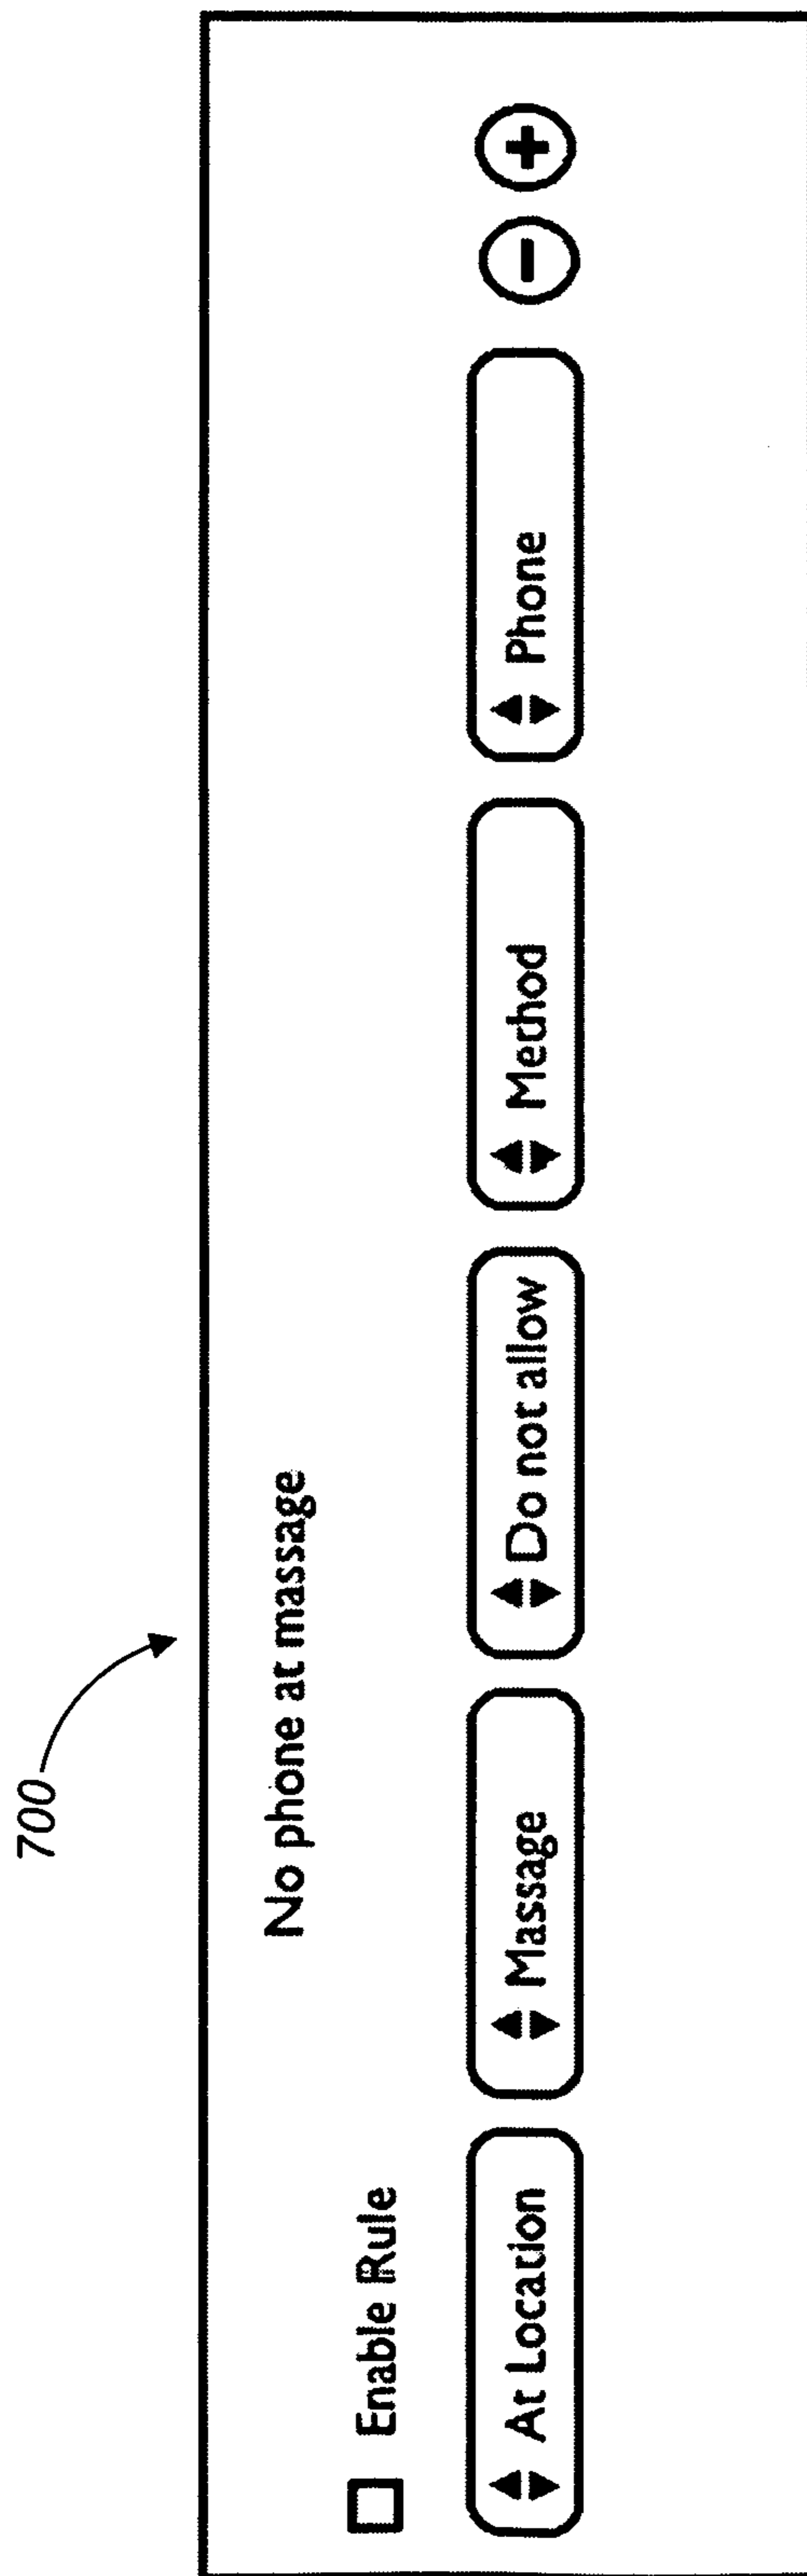 700
No phone at massage
Enable Rule
At Location Massage Do not allow Method Phone − +